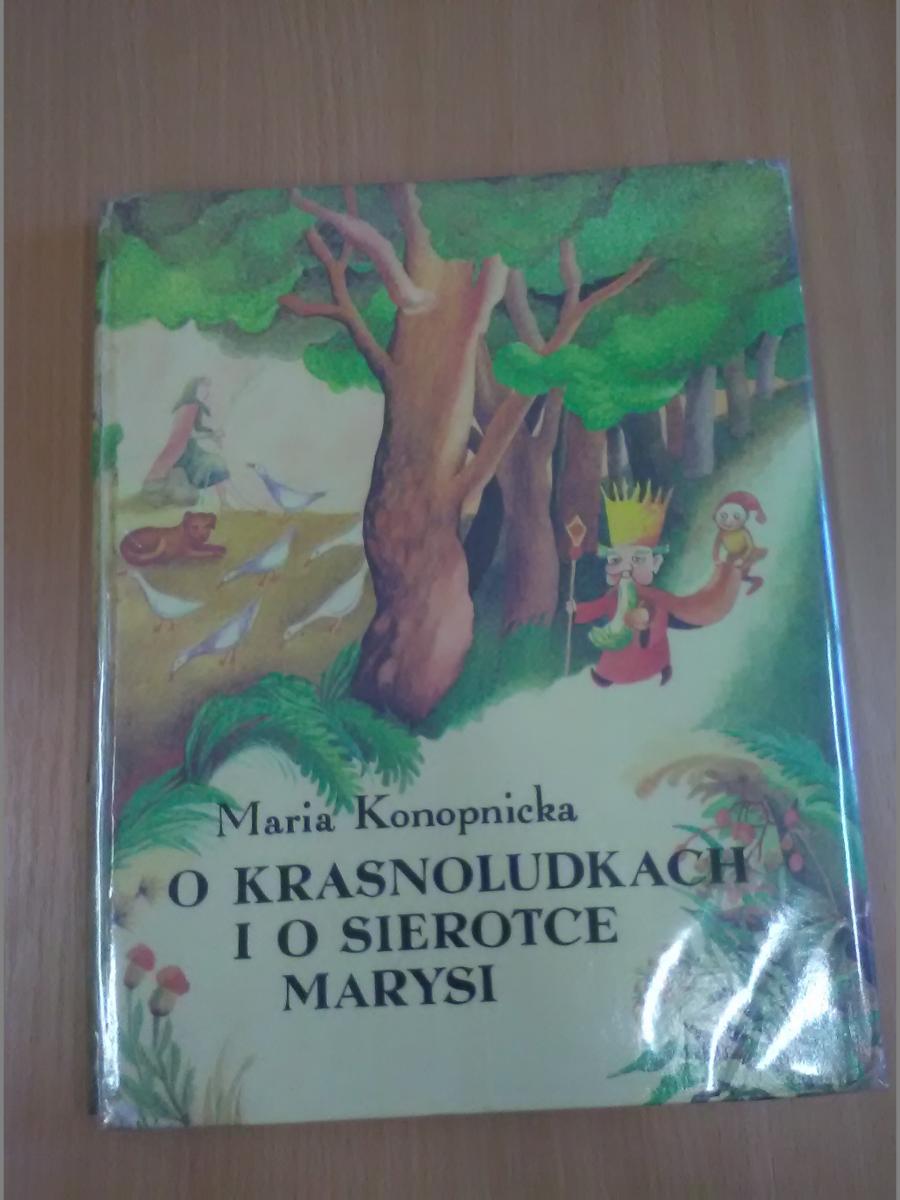 Maria Konopnicka
O KRASNOLUDKACH
I O SIEROTCE
MARYSI